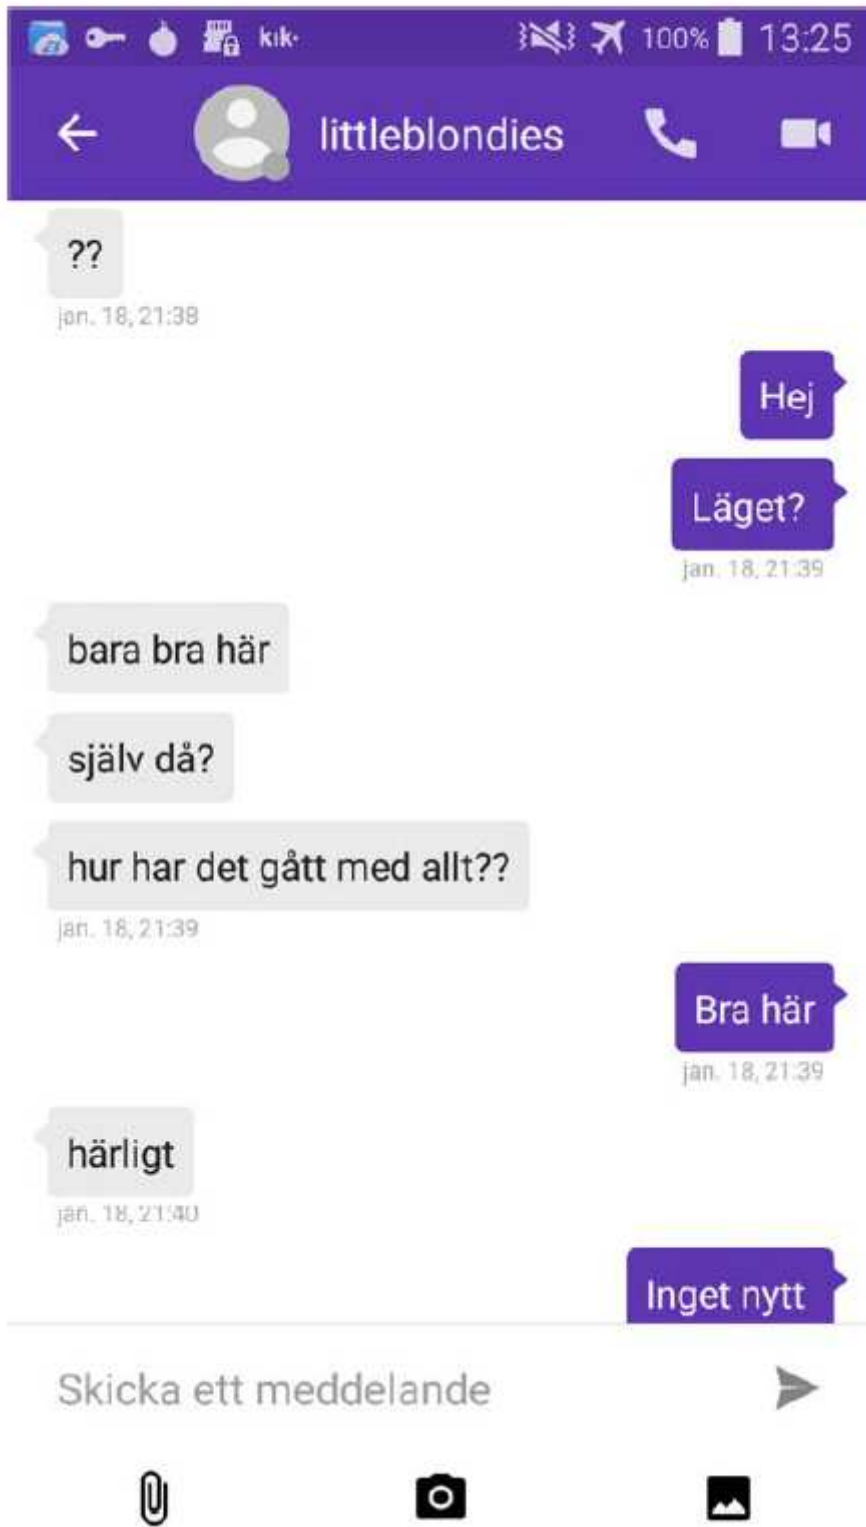 kik·
100% 13:25
littleblondies
??
jan. 18, 21:38
Hej
Läget?
jan. 18, 21:39
bara bra här
själv då?
hur har det gått med allt??
jan. 18, 21:39
Bra här
jan. 18, 21:39
härligt
jan. 18, 21:40
Inget nytt
Skicka ett meddelande